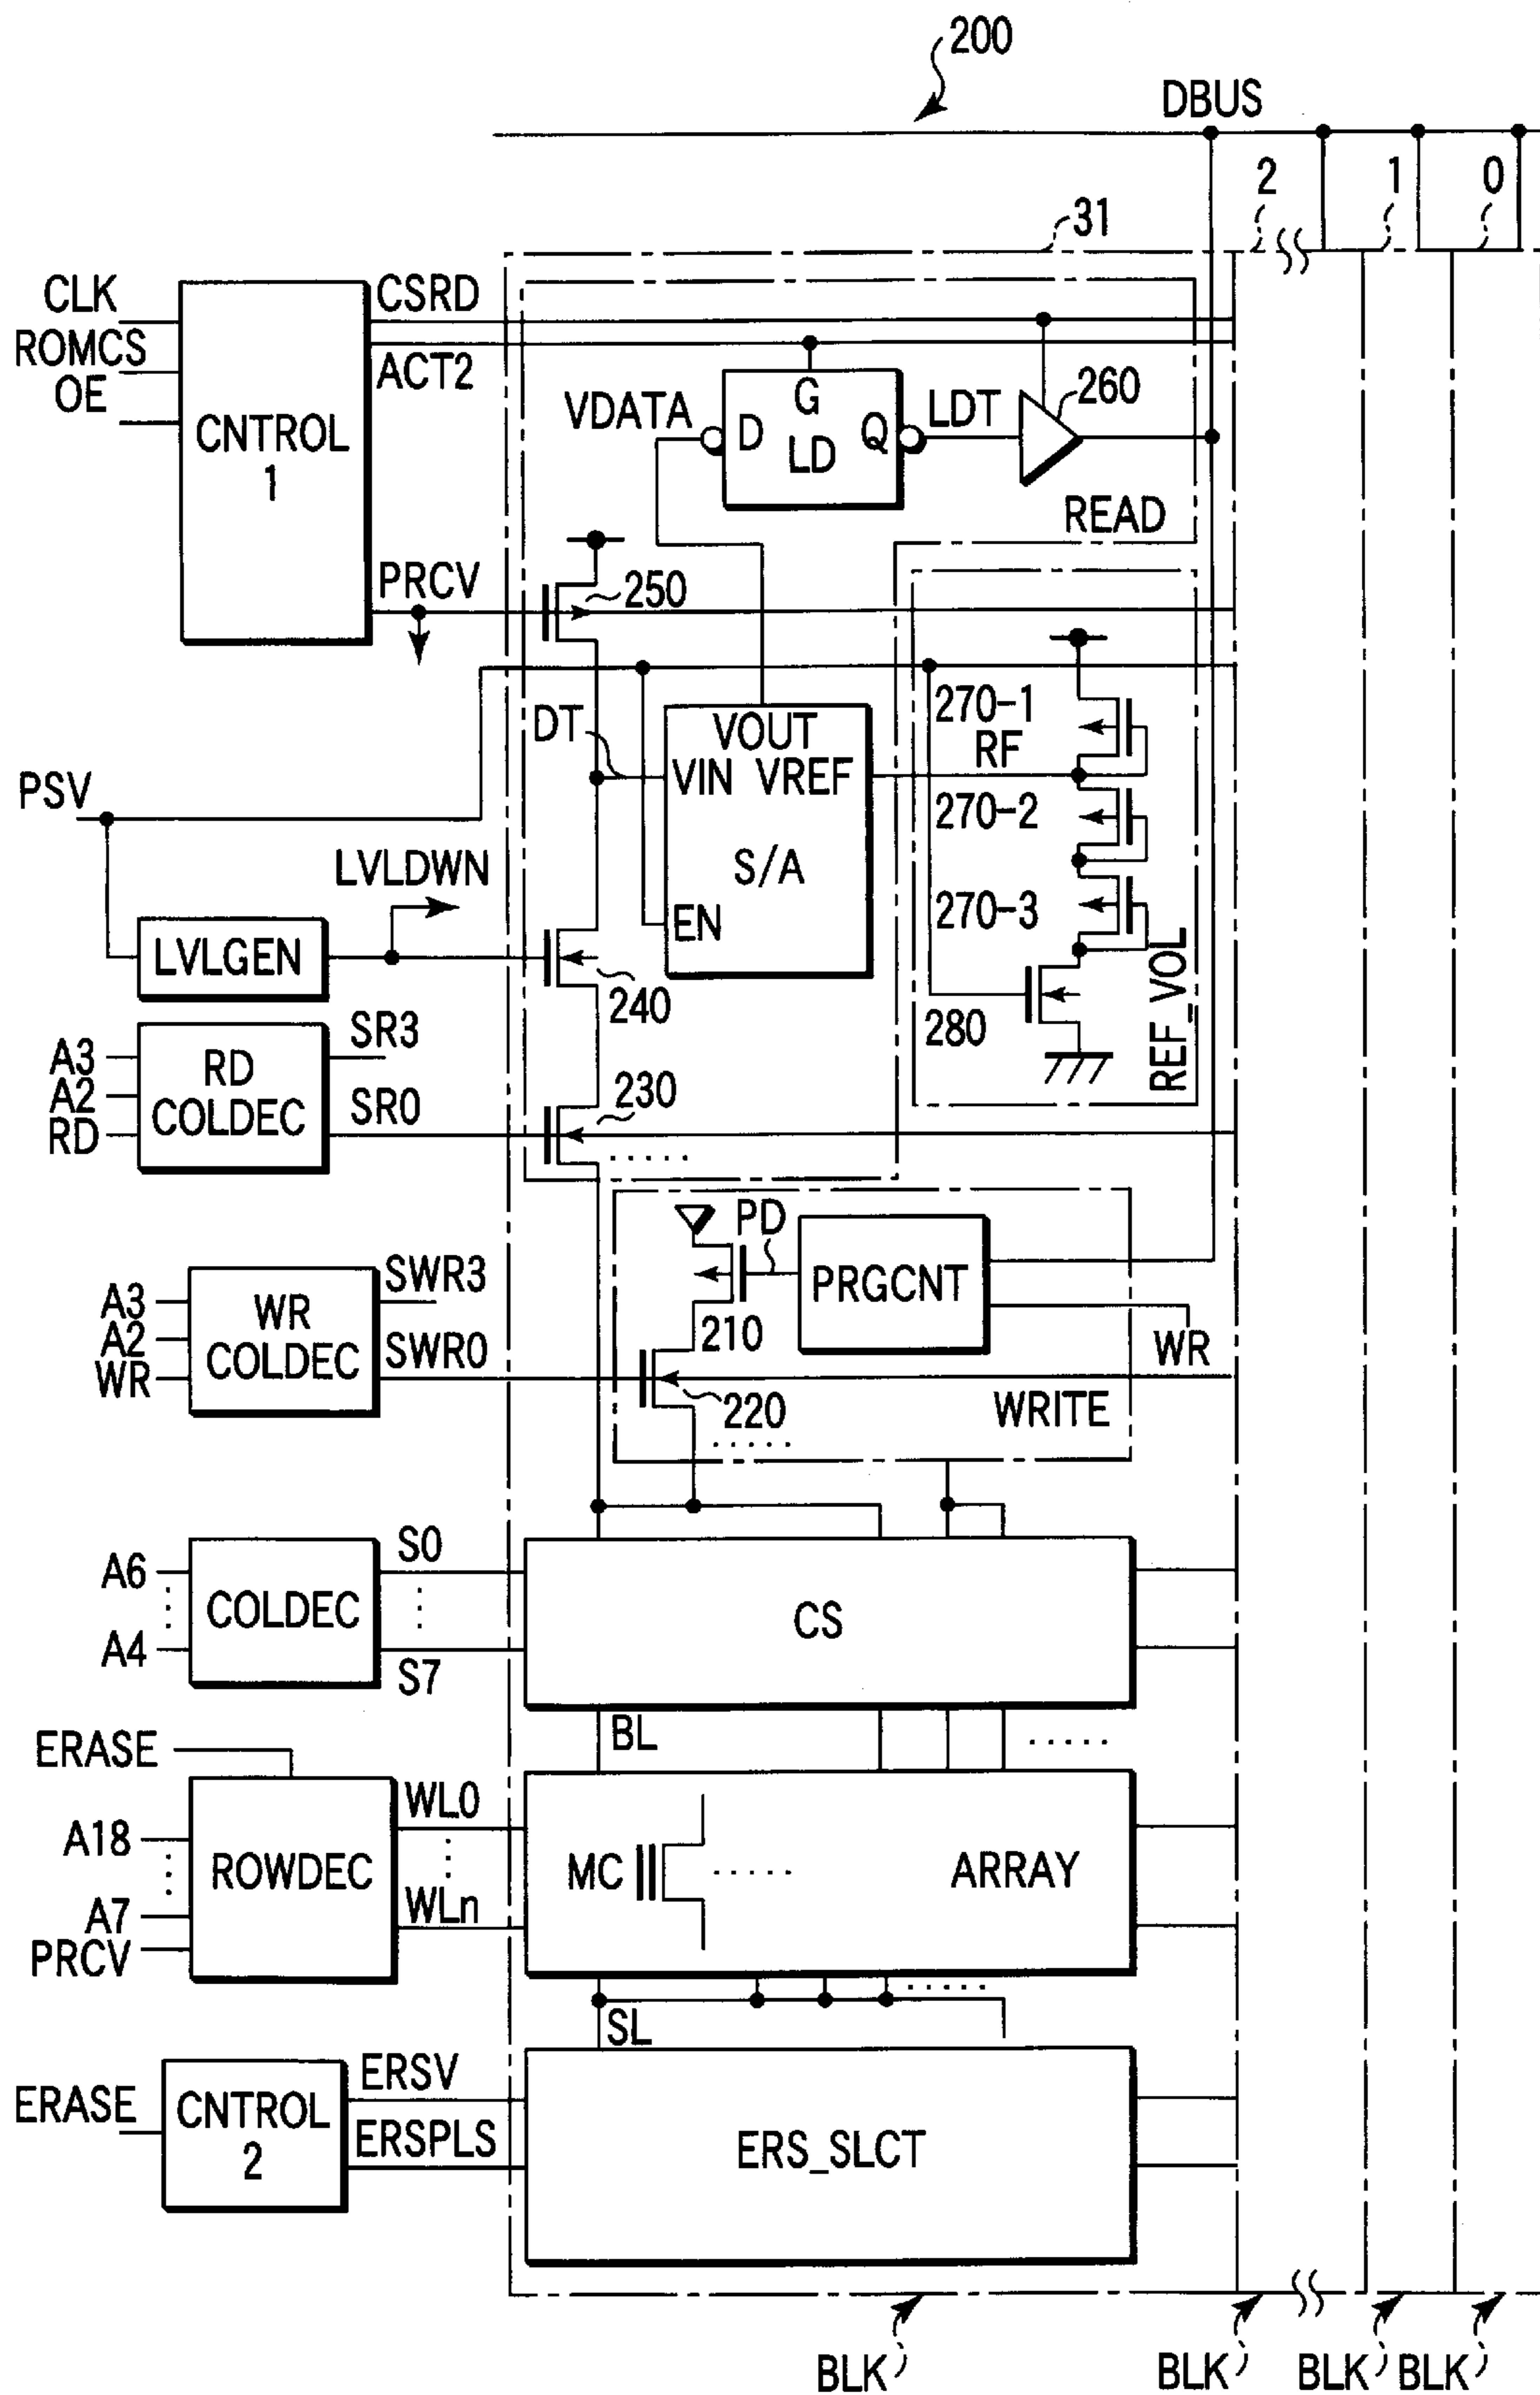 200
DBUS
2
1
0
31
CLK
ROMCS
OE
CNTROL
1
CSRD
ACT2
PRCV
VDATA
D
G
LD
Q
LDT
260
READ
250
DT
VOUT
VIN VREF
S/A
EN
270-1
RF
270-2
270-3
280
REF_VOL
PSV
LVLDWN
LVLGEN
240
A3
A2
RD
RD
COLDEC
SR3
SR0
230
.....
PD
PRGCNT
210
WR
A3
A2
WR
WR
COLDEC
SWR3
SWR0
220
WRITE
.....
A6
A4
COLDEC
S0
S7
CS
BL
.....
ERASE
A18
A7
PRCV
ROWDEC
WL0
WLn
MC
.....
ARRAY
.....
SL
ERASE
CNTROL
2
ERSV
ERSPLS
ERS_SLCT
BLK
BLK
BLK
BLK